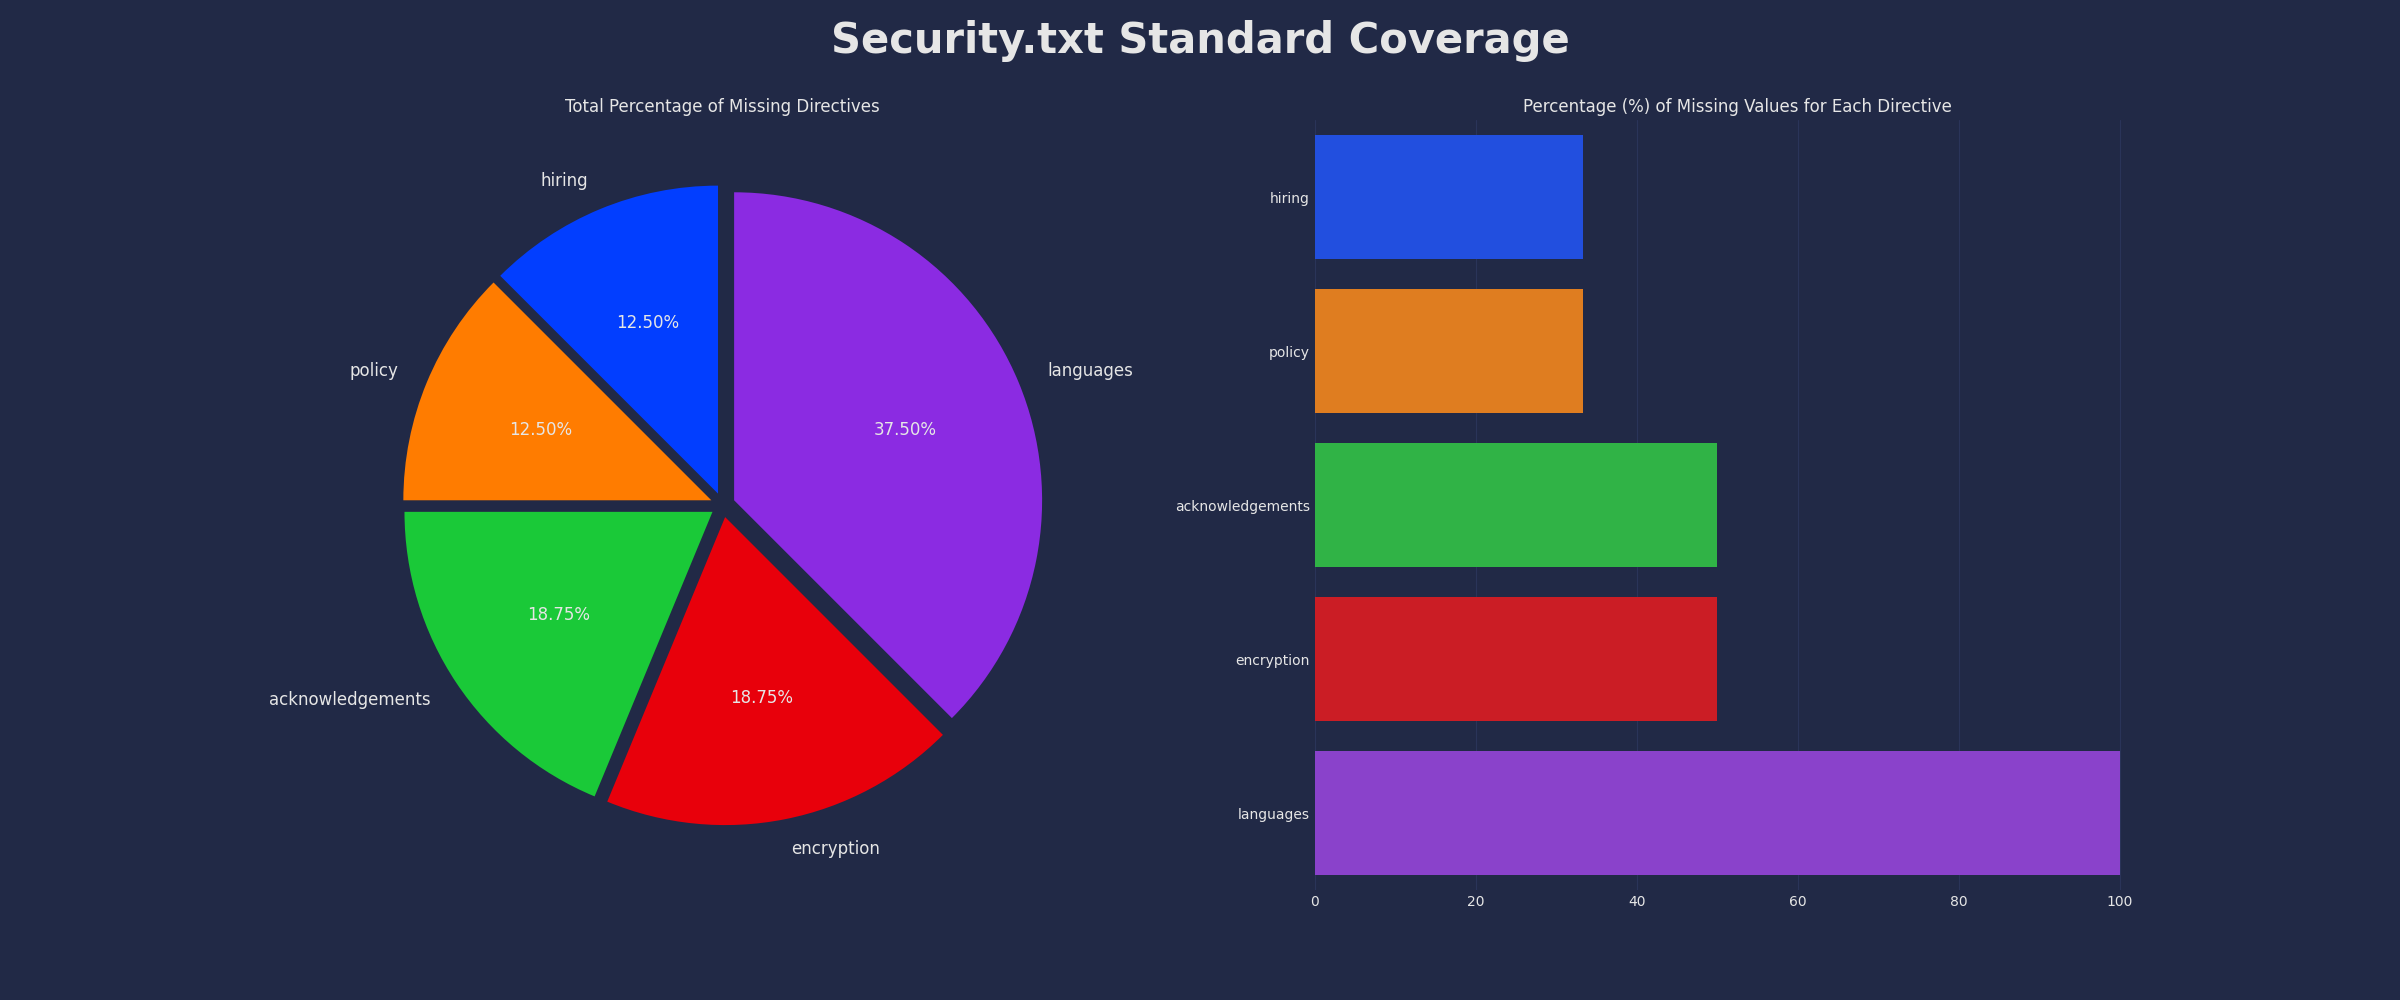 Security.txt Standard Coverage
Total Percentage of Missing Directives
hiring
12.50%
policy
12.50%
languages
37.50%
acknowledgements
18.75%
encryption
18.75%
Percentage (%) of Missing Values for Each Directive
hiring
policy
acknowledgements
encryption
languages
0 20 40 60 80 100